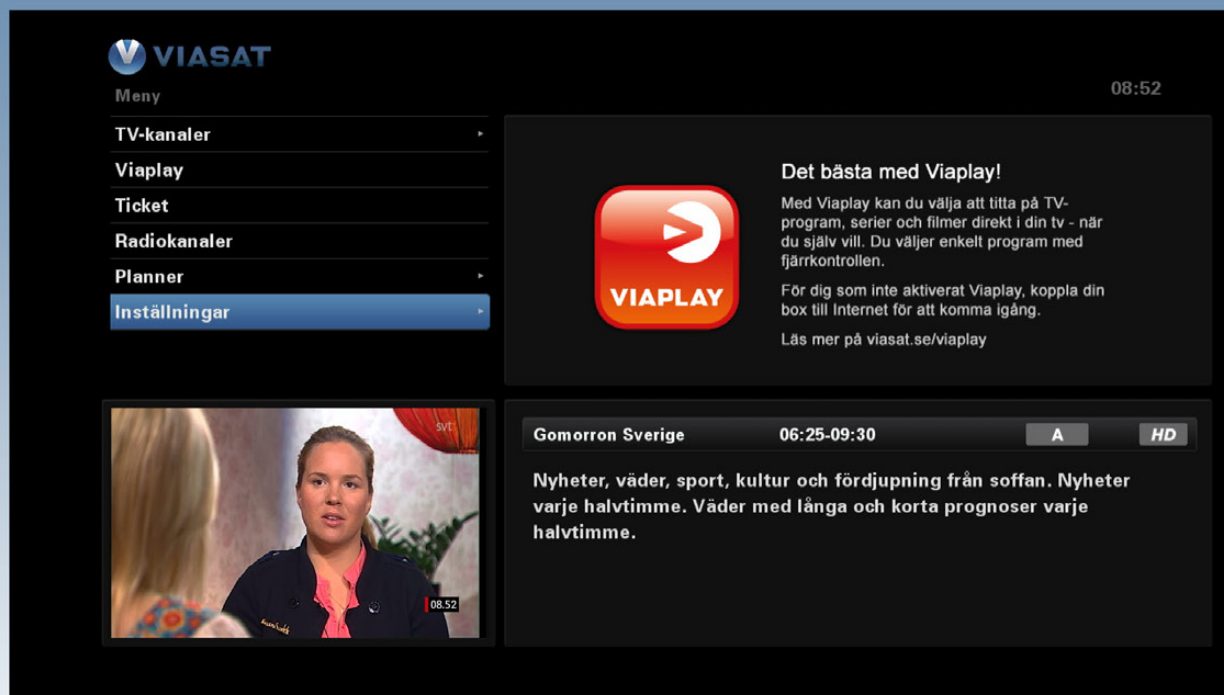 VIASAT
Meny
08:52
TV-kanaler
Viaplay
Ticket
Radiokanaler
Planner
Inställningar
VIAPLAY
Det bästa med Viaplay!
Med Viaplay kan du välja att titta på TV-
program, serier och filmer direkt i din tv - när
du själv vill. Du väljer enkelt program med
fjärrkontrollen.
För dig som inte aktiverat Viaplay, koppla din
box till Internet för att komma igång.
Läs mer på viasat.se/viaplay
svt
08.52
Gomorron Sverige 06:25-09:30 A HD
Nyheter, väder, sport, kultur och fördjupning från soffan. Nyheter
varje halvtimme. Väder med långa och korta prognoser varje
halvtimme.